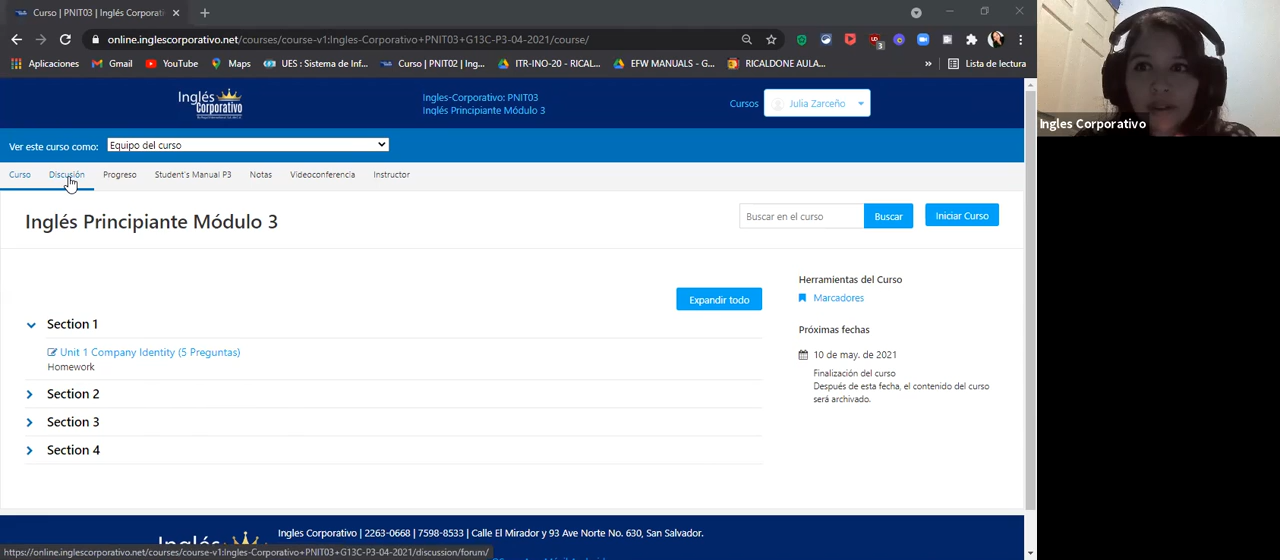 Curso | PNIT03 | Inglés Corporativo
online.inglescorporativo.net/courses/course-v1:Ingles-Corporativo+PNIT03+G13C-P3-04-2021/course/
3
Aplicaciones
Gmail
YouTube
Maps
UES : Sistema de Inf...
Curso | PNIT02 | Ing...
ITR-INO-20 - RICAL...
EFW MANUALS - G...
RICALDONE AULA...
»
Lista de lectura
Inglés
Corporativo
Ingles-Corporativo: PNIT03
Inglés Principiante Módulo 3
Cursos
Julia Zarceño
Ingles Corporativo
Ver este curso como:
Equipo del curso
Curso
Discusión
Progreso
Student's Manual P3
Notas
Videoconferencia
Instructor
Inglés Principiante Módulo 3
Buscar en el curso
Buscar
Iniciar Curso
Expandir todo
Herramientas del Curso
Marcadores
Próximas fechas
10 de may. de 2021
Finalización del curso
Después de esta fecha, el contenido del curso
será archivado.
Section 1
Unit 1 Company Identity (5 Preguntas)
Homework
Section 2
Section 3
Section 4
Inglés
Ingles Corporativo | 2263-0668 | 7598-8533 | Calle El Mirador y 93 Ave Norte No. 630, San Salvador.
https://online.inglescorporativo.net/courses/course-v1:Ingles-Corporativo+PNIT03+G13C-P3-04-2021/discussion/forum/